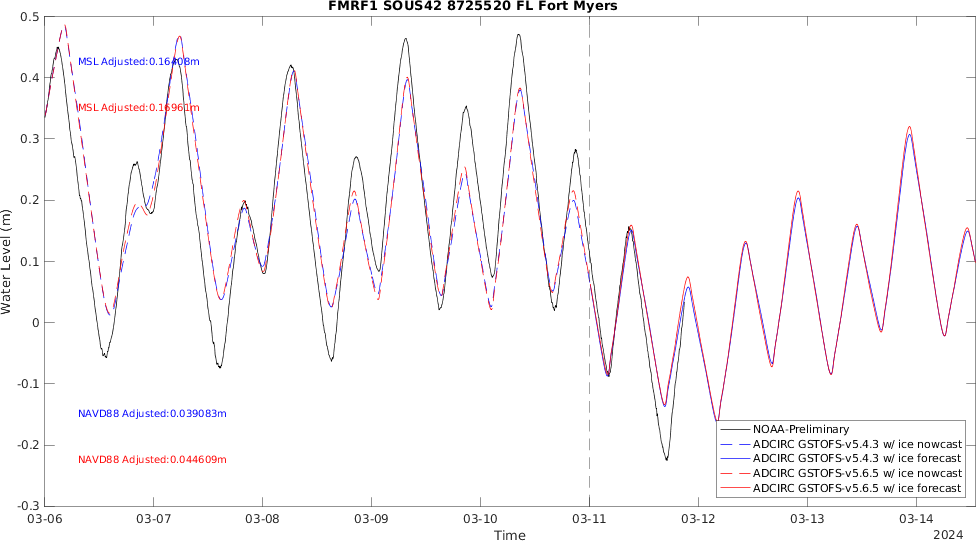 FMRF1 SOUS42 8725520 FL Fort Myers
0.5
MSL Adjusted:0.16408m
0.4
MSL Adjusted:0.16961m
0.3
0.2
Water Level (m)
0.1
0
-0.1
NAVD88 Adjusted:0.039083m
NOAA-Preliminary
-0.2
ADCIRC GSTOFS-v5.4.3 w/ ice nowcast
NAVD88 Adjusted:0.044609m
ADCIRC GSTOFS-v5.4.3 w/ ice forecast
ADCIRC GSTOFS-v5.6.5 w/ ice nowcast
ADCIRC GSTOFS-v5.6.5 w/ ice forecast
-0.3
03-06 03-07 03-08 03-09 03-10 03-11 03-12 03-13 03-14
Time 2024